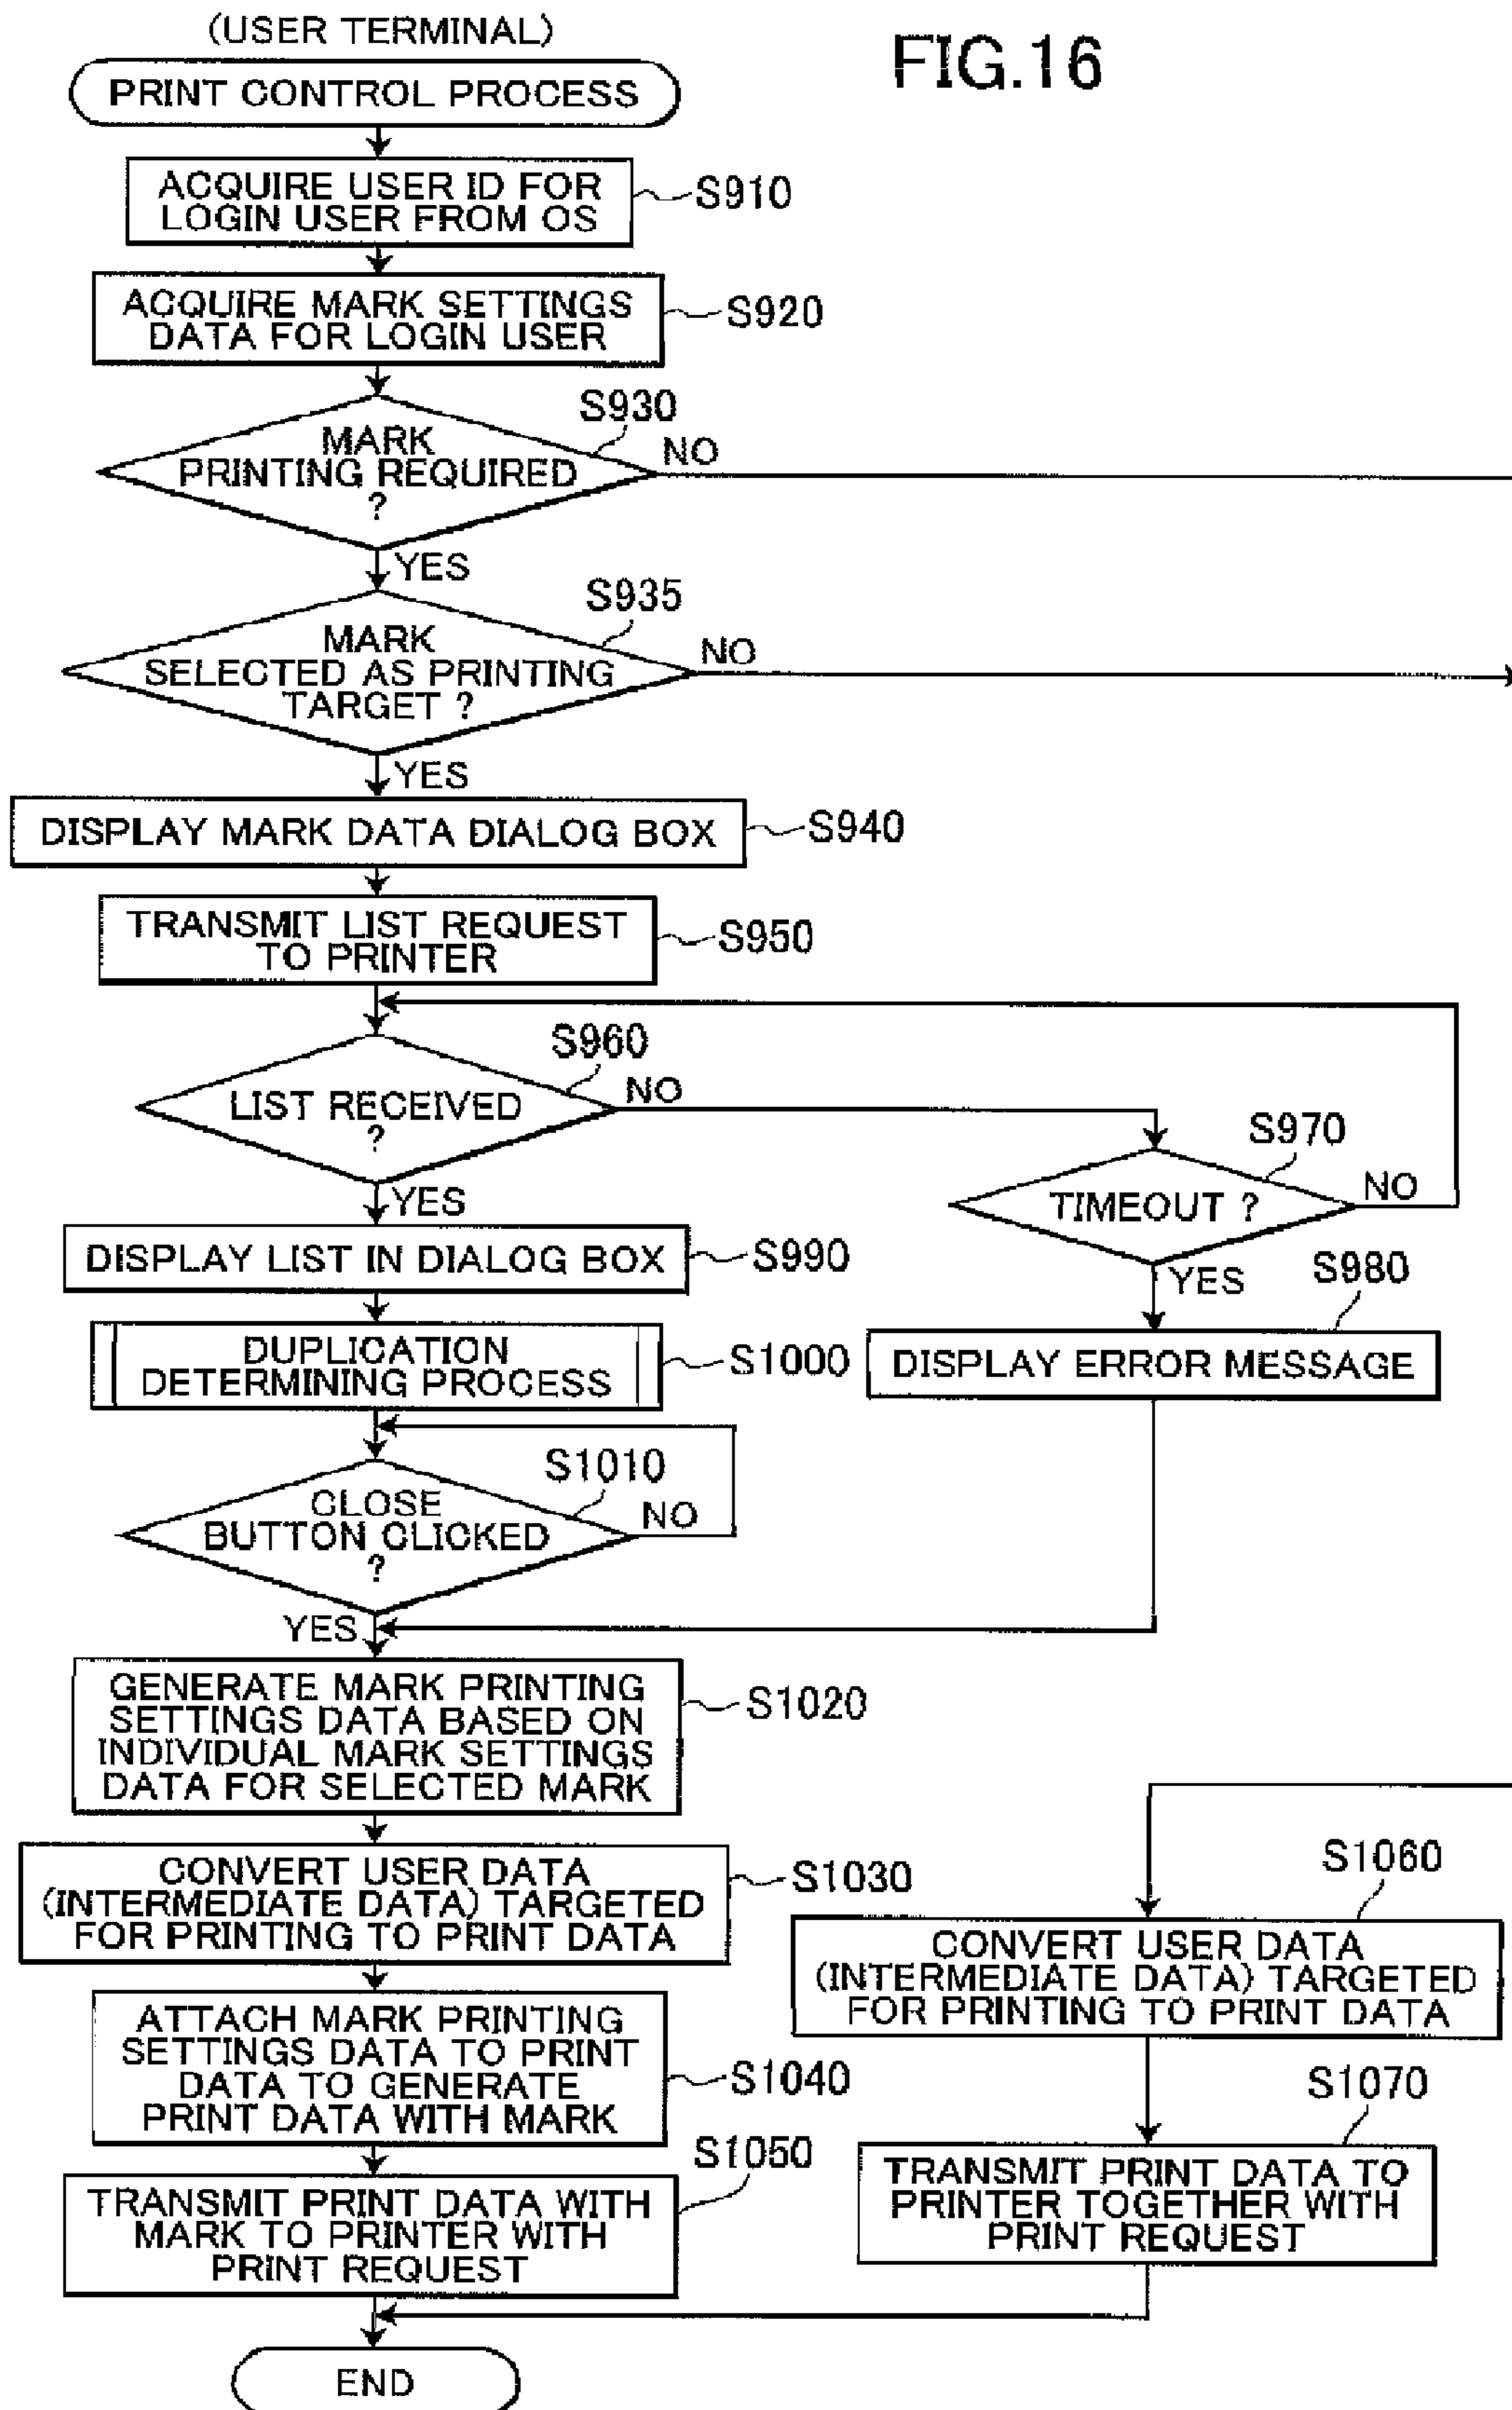 (USER TERMINAL)
FIG.16
PRINT CONTROL PROCESS
ACQUIRE USER ID FOR
LOGIN USER FROM OS
S910
ACQUIRE MARK SETTINGS
DATA FOR LOGIN USER
S920
S930
MARK
PRINTING REQUIRED
?
NO
YES
S935
MARK
SELECTED AS PRINTING
TARGET ?
NO
YES
DISPLAY MARK DATA DIALOG BOX
S940
TRANSMIT LIST REQUEST
TO PRINTER
S950
S960
LIST RECEIVED
?
NO
YES
S970
TIMEOUT ?
NO
YES
DISPLAY LIST IN DIALOG BOX
S990
S980
DISPLAY ERROR MESSAGE
DUPLICATION
DETERMINING PROCESS
S1000
S1010
CLOSE
BUTTON CLICKED
?
NO
YES
GENERATE MARK PRINTING
SETTINGS DATA BASED ON
INDIVIDUAL MARK SETTINGS
DATA FOR SELECTED MARK
S1020
CONVERT USER DATA
(INTERMEDIATE DATA) TARGETED
FOR PRINTING TO PRINT DATA
S1030
S1060
CONVERT USER DATA
(INTERMEDIATE DATA) TARGETED
FOR PRINTING TO PRINT DATA
ATTACH MARK PRINTING
SETTINGS DATA TO PRINT
DATA TO GENERATE
PRINT DATA WITH MARK
S1040
S1070
TRANSMIT PRINT DATA TO
PRINTER TOGETHER WITH
PRINT REQUEST
S1050
TRANSMIT PRINT DATA WITH
MARK TO PRINTER WITH
PRINT REQUEST
END